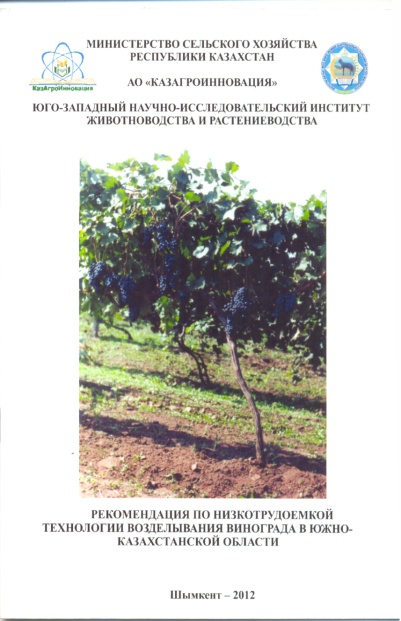 МИНИСТЕРСТВО СЕЛЬСКОГО ХОЗЯЙСТВА
РЕСПУБЛИКИ КАЗАХСТАН
КазАгроИнновация
АО «КАЗАГРОИННОВАЦИЯ»
ЮГО-ЗАПАДНЫЙ НАУЧНО-ИССЛЕДОВАТЕЛЬСКИЙ ИНСТИТУТ
ЖИВОТНОВОДСТВА И РАСТЕНИЕВОДСТВА
РЕКОМЕНДАЦИЯ ПО НИЗКОТРУДОЕМКОЙ
ТЕХНОЛОГИИ ВОЗДЕЛЫВАНИЯ ВИНОГРАДА В ЮЖНО-
КАЗАХСТАНСКОЙ ОБЛАСТИ
Шымкент – 2012